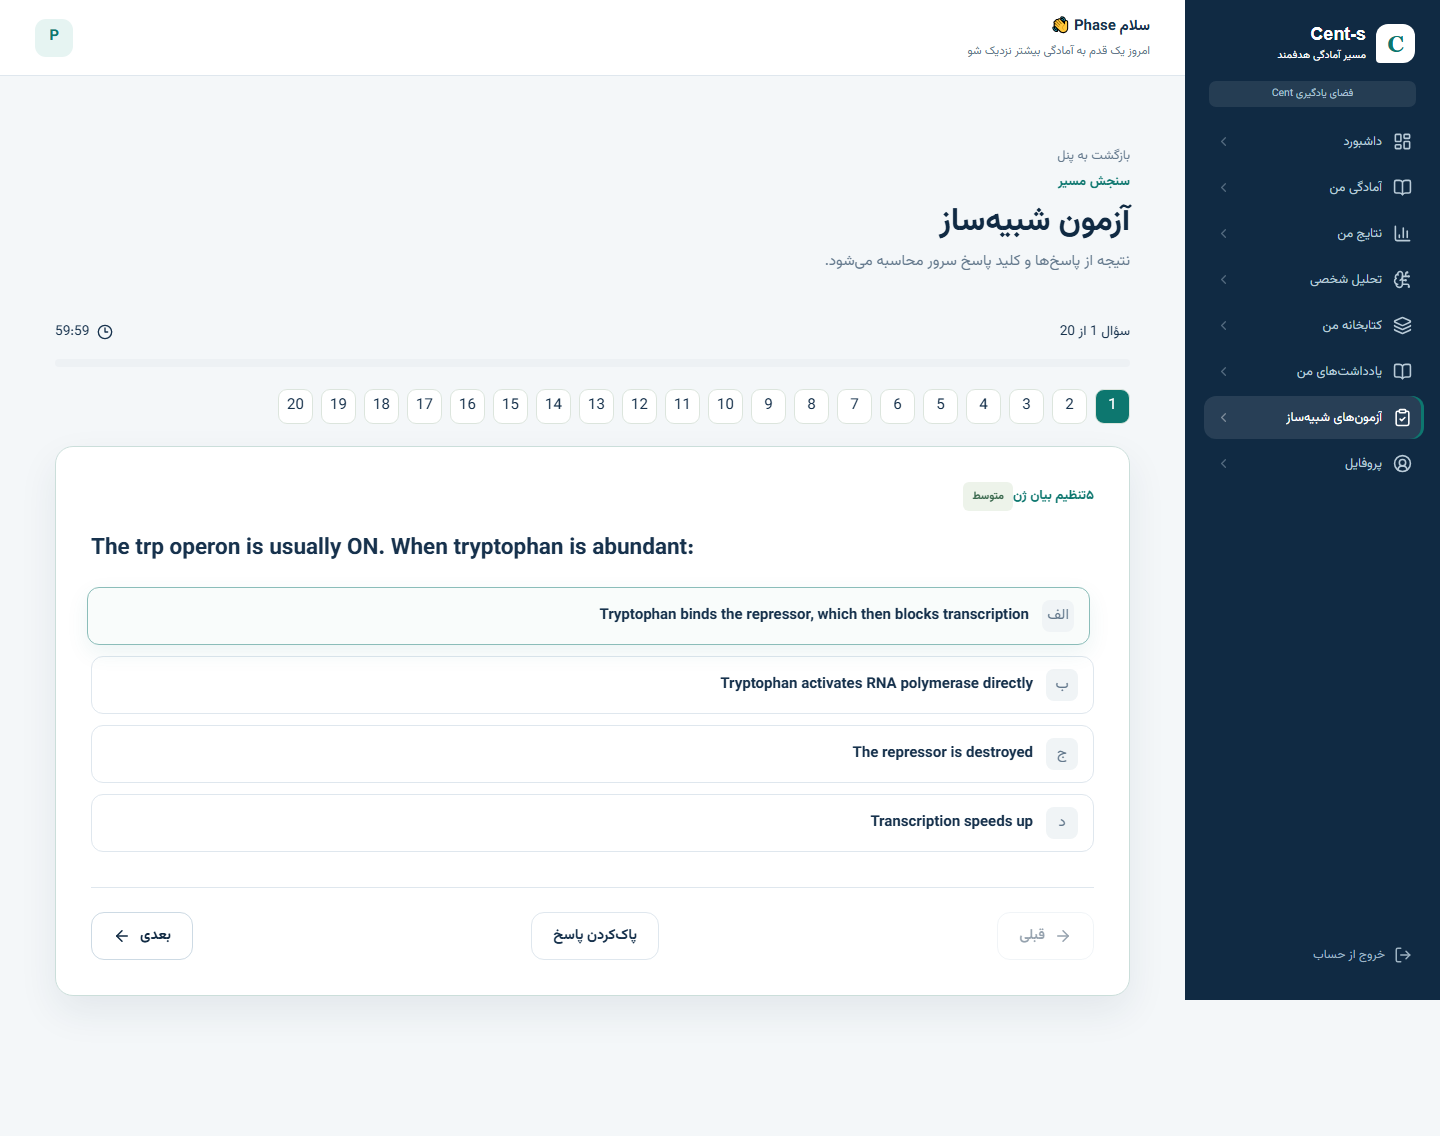 سلام Phase 👋
امروز یک قدم به آمادگی بیشتر نزدیک شو
P
C
Cent-s
مسیر آمادگی هدفمند
فضای یادگیری Cent
داشبورد
آمادگی من
نتایج من
تحلیل شخصی
کتابخانه من
یادداشت‌های من
آزمون‌های شبیه‌ساز
پروفایل
خروج از حساب
بازگشت به پنل
سنجش مسیر
آزمون شبیه‌ساز
نتیجه از پاسخ‌ها و کلید پاسخ سرور محاسبه می‌شود.
سؤال 1 از 20
59:59
1 2 3 4 5 6 7 8 9 10 11 12 13 14 15 16 17 18 19 20
۵تنظیم بیان ژن متوسط
The trp operon is usually ON. When tryptophan is abundant:
الف Tryptophan binds the repressor, which then blocks transcription
ب Tryptophan activates RNA polymerase directly
ج The repressor is destroyed
د Transcription speeds up
قبلی
پاک‌کردن پاسخ
بعدی